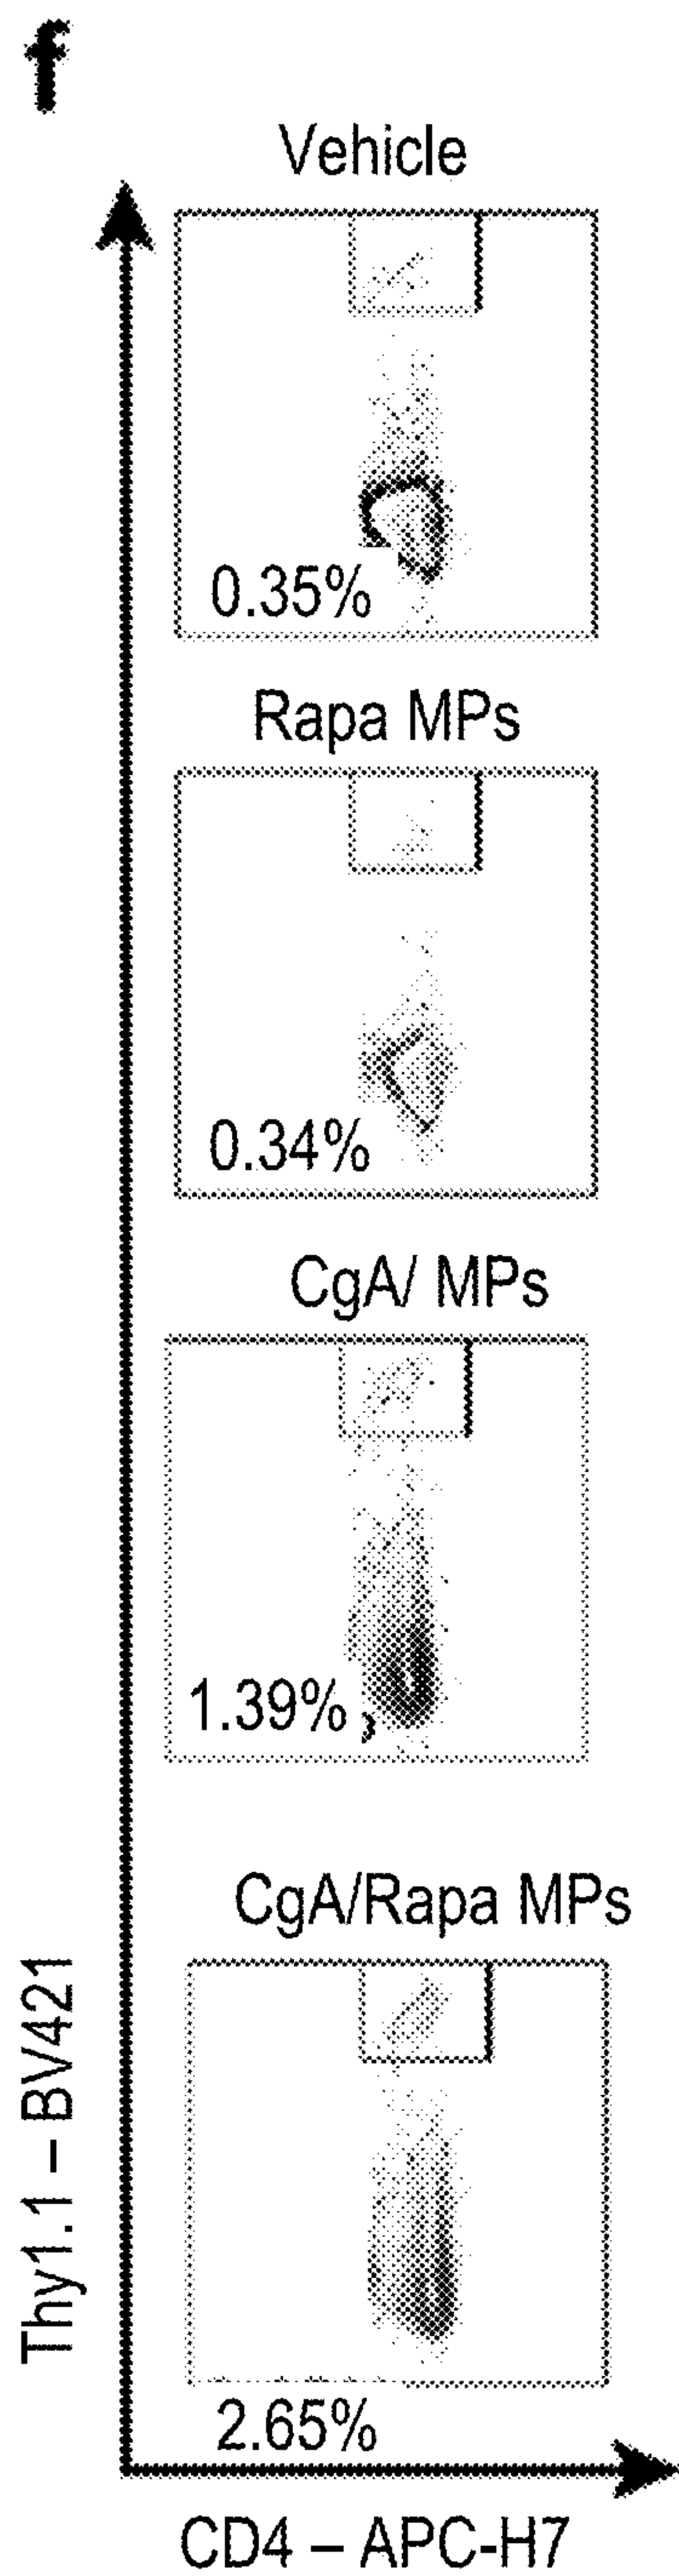 f
Vehicle
0.35%
Rapa MPs
0.34%
CgA/ MPs
1.39%
CgA/Rapa MPs
2.65%
Thy1.1 – BV421
CD4 – APC-H7